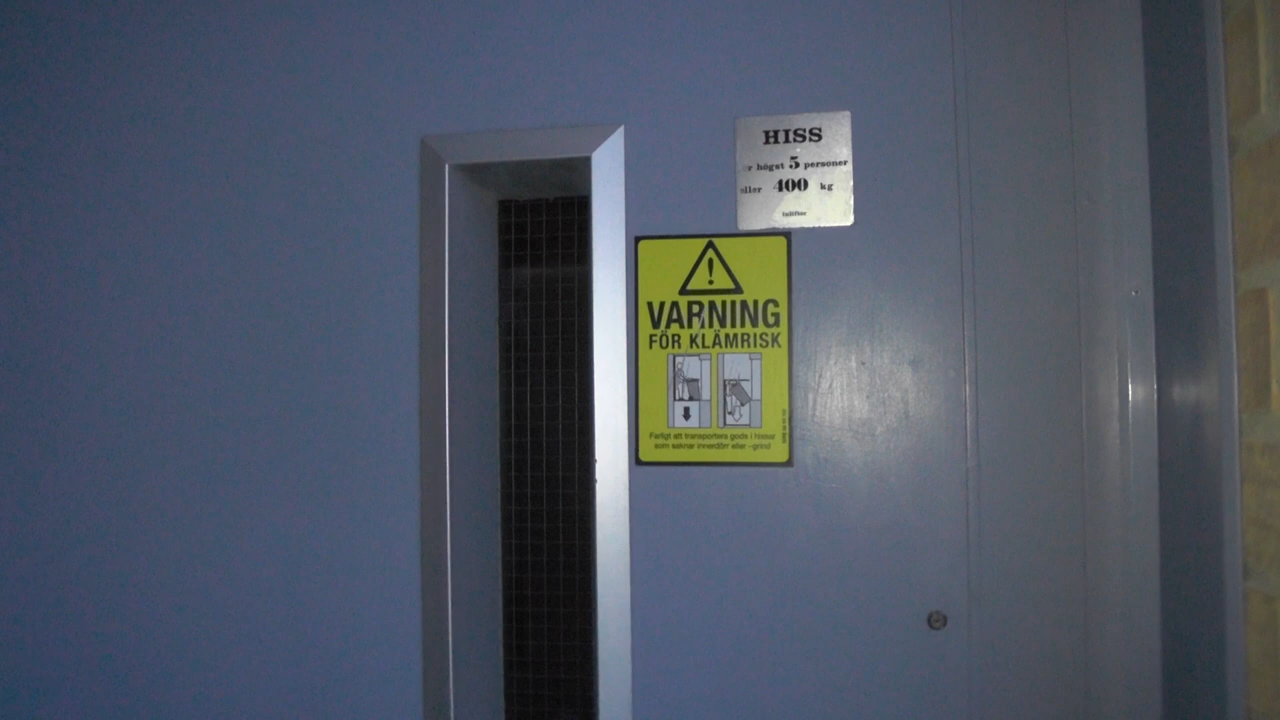 HISS
r högst 5 personer
eller 400 kg
VARNING
FÖR KLÄMRISK
Farligt att transportera gods i hissar
som saknar innerdörr eller -grind